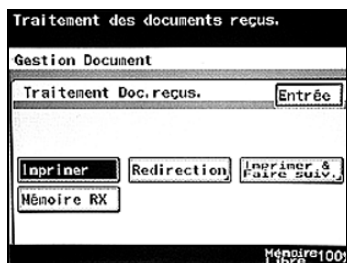 Traitement des documents reçus.
Gestion Document
Traitement Doc.reçus.
Entrée
Imprimer
Redirection
Imprimer &
Faire suiv.
Mémoire RX
Mémoire 100%
Libre